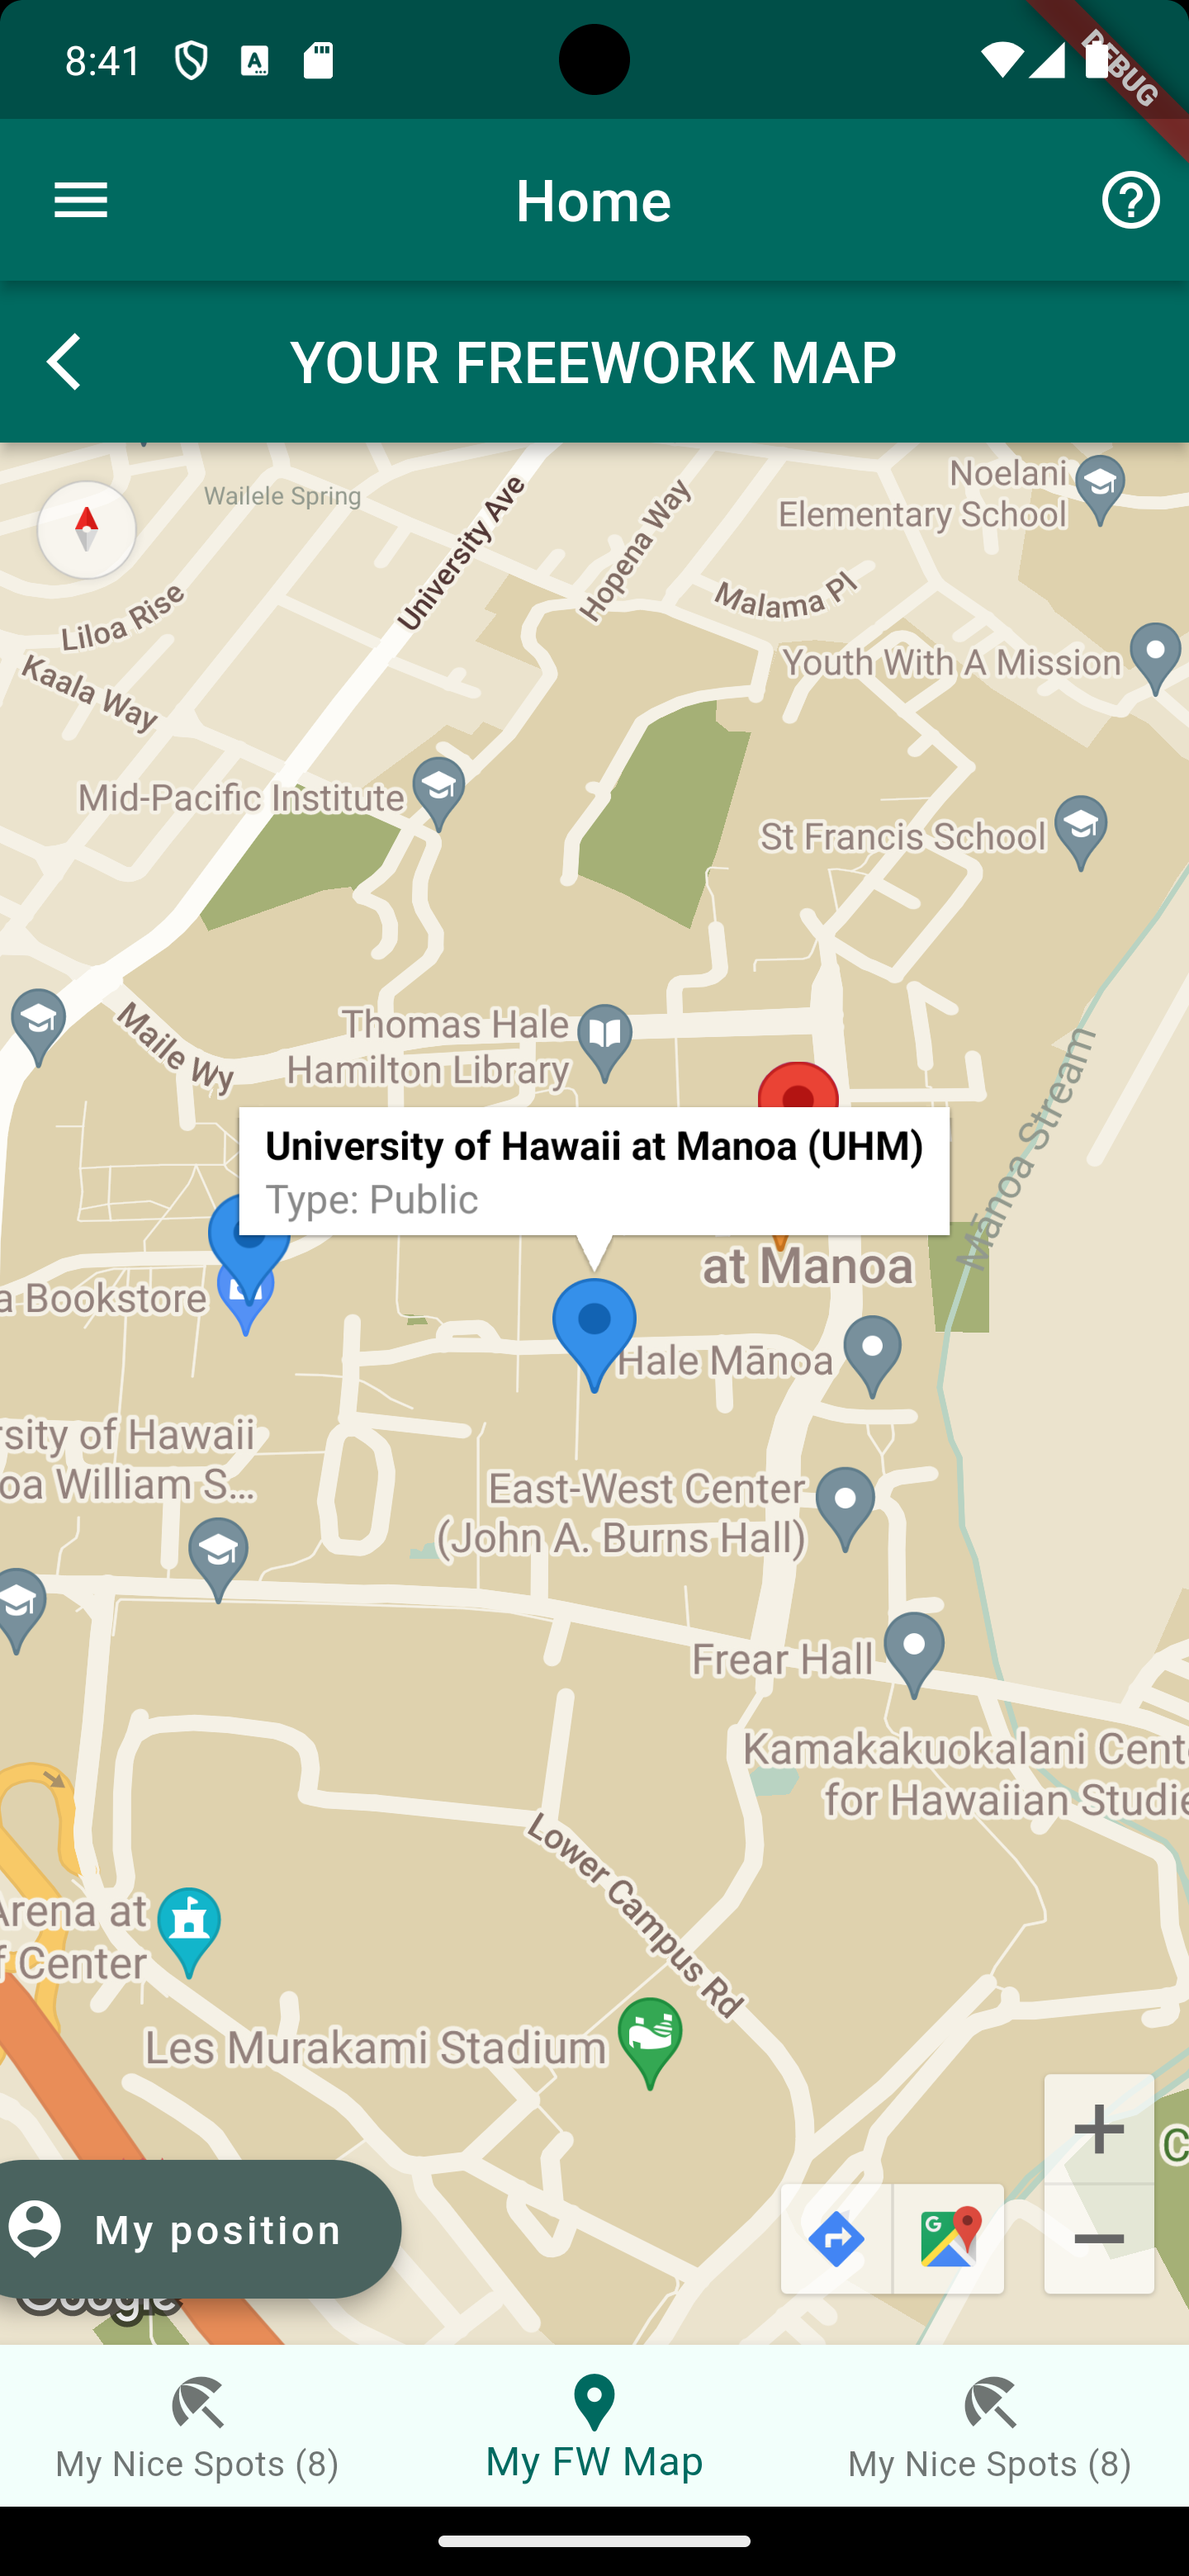 8:41
DEBUG
Home
YOUR FREEWORK MAP
Wailele Spring
University Ave
Hopena Way
Noelani
Elementary School
Liloa Rise
Malama Pl
Kaala Way
Youth With A Mission
Mid-Pacific Institute
St Francis School
Maile Wy
Thomas Hale
Hamilton Library
Mānoa Stream
University of Hawaii at Manoa (UHM)
Type: Public
at Manoa
a Bookstore
Hale Mānoa
rsity of Hawaii
oa William S...
East-West Center
(John A. Burns Hall)
Frear Hall
Kamakakuokalani Cent
for Hawaiian Studie
Lower Campus Rd
Arena at
f Center
Les Murakami Stadium
C
+
−
G
My position
Google
My Nice Spots (8)
My FW Map
My Nice Spots (8)